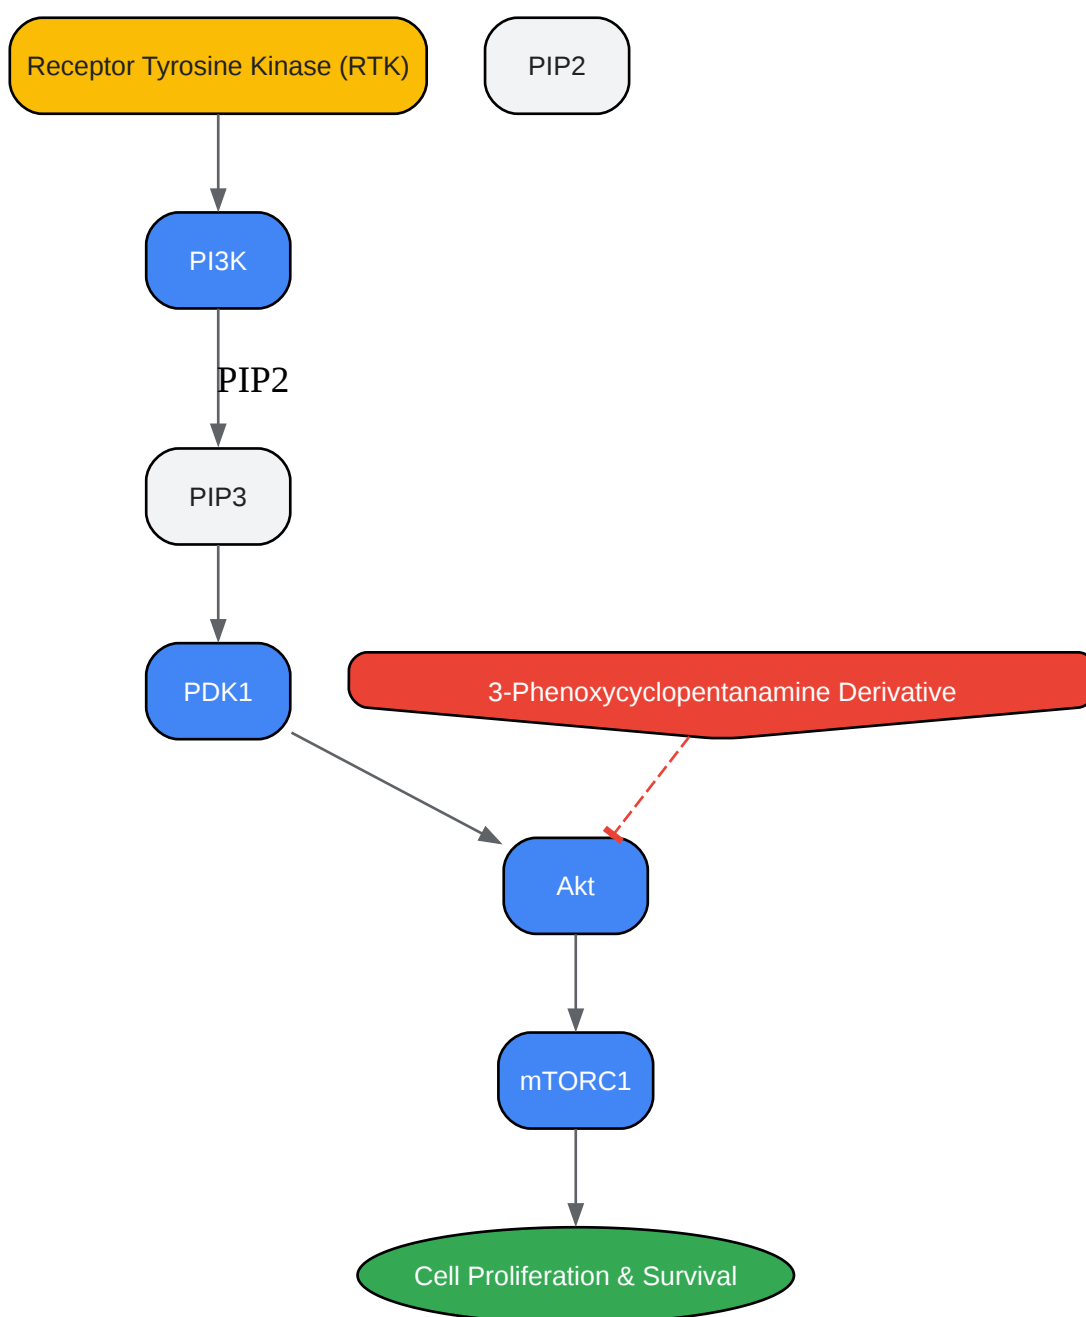 Receptor Tyrosine Kinase (RTK)
PIP2
PI3K
PIP2
PIP3
PDK1
3-Phenoxycyclopentanamine Derivative
Akt
mTORC1
Cell Proliferation & Survival